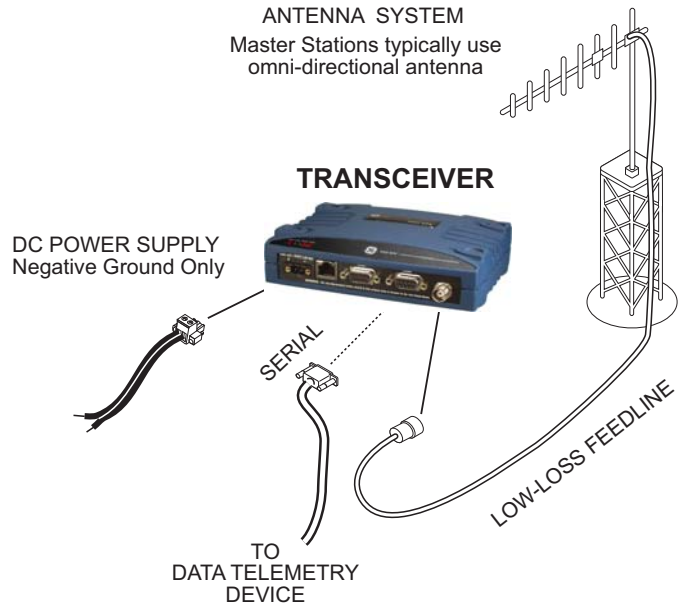 ANTENNA SYSTEM
Master Stations typically use
omni-directional antenna
TRANSCEIVER
DC POWER SUPPLY
Negative Ground Only
SERIAL
LOW-LOSS FEEDLINE
TO
DATA TELEMETRY
DEVICE